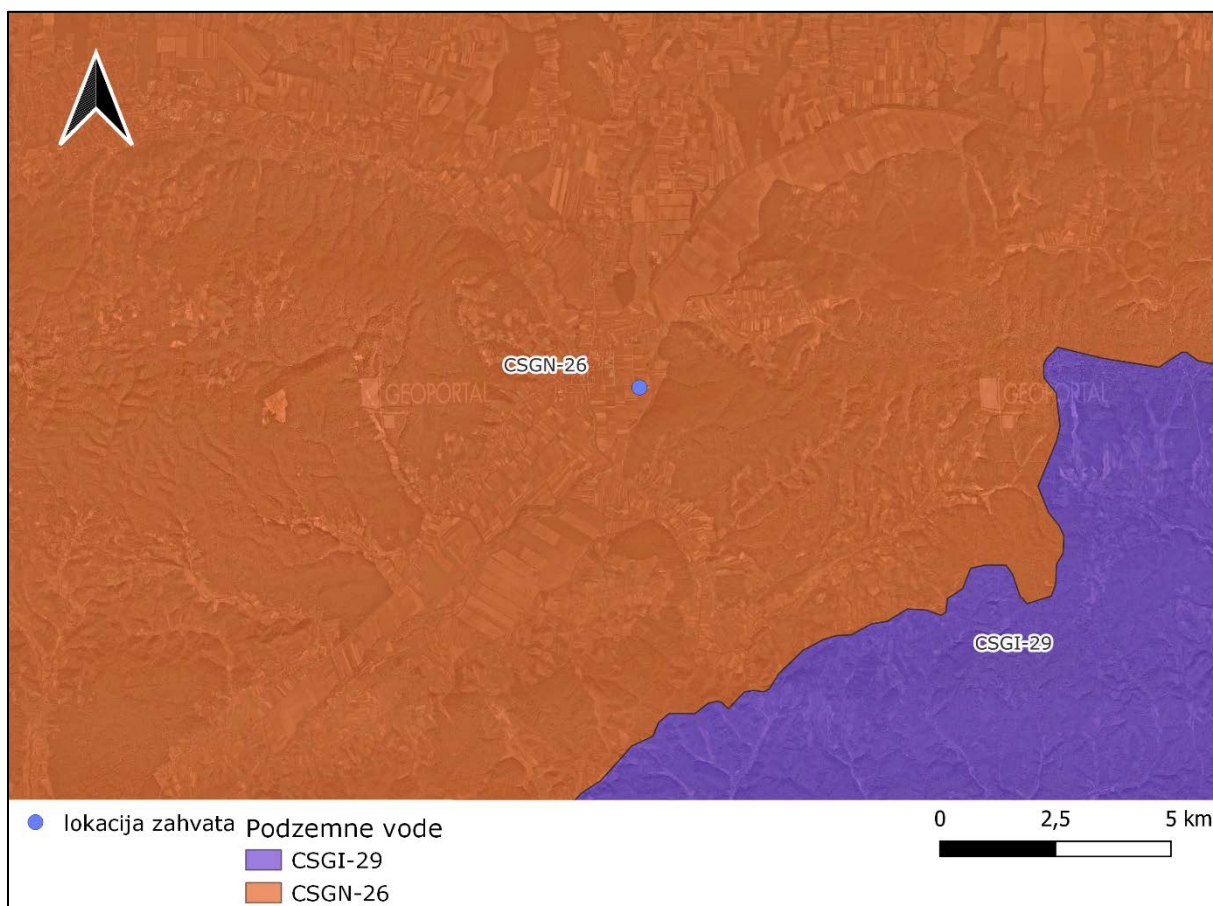 CSGN-26
GEOPORTAL
GEOPORTAL
CSGI-29
lokacija zahvata
Podzemne vode
CSGI-29
CSGN-26
0 2,5 5 km